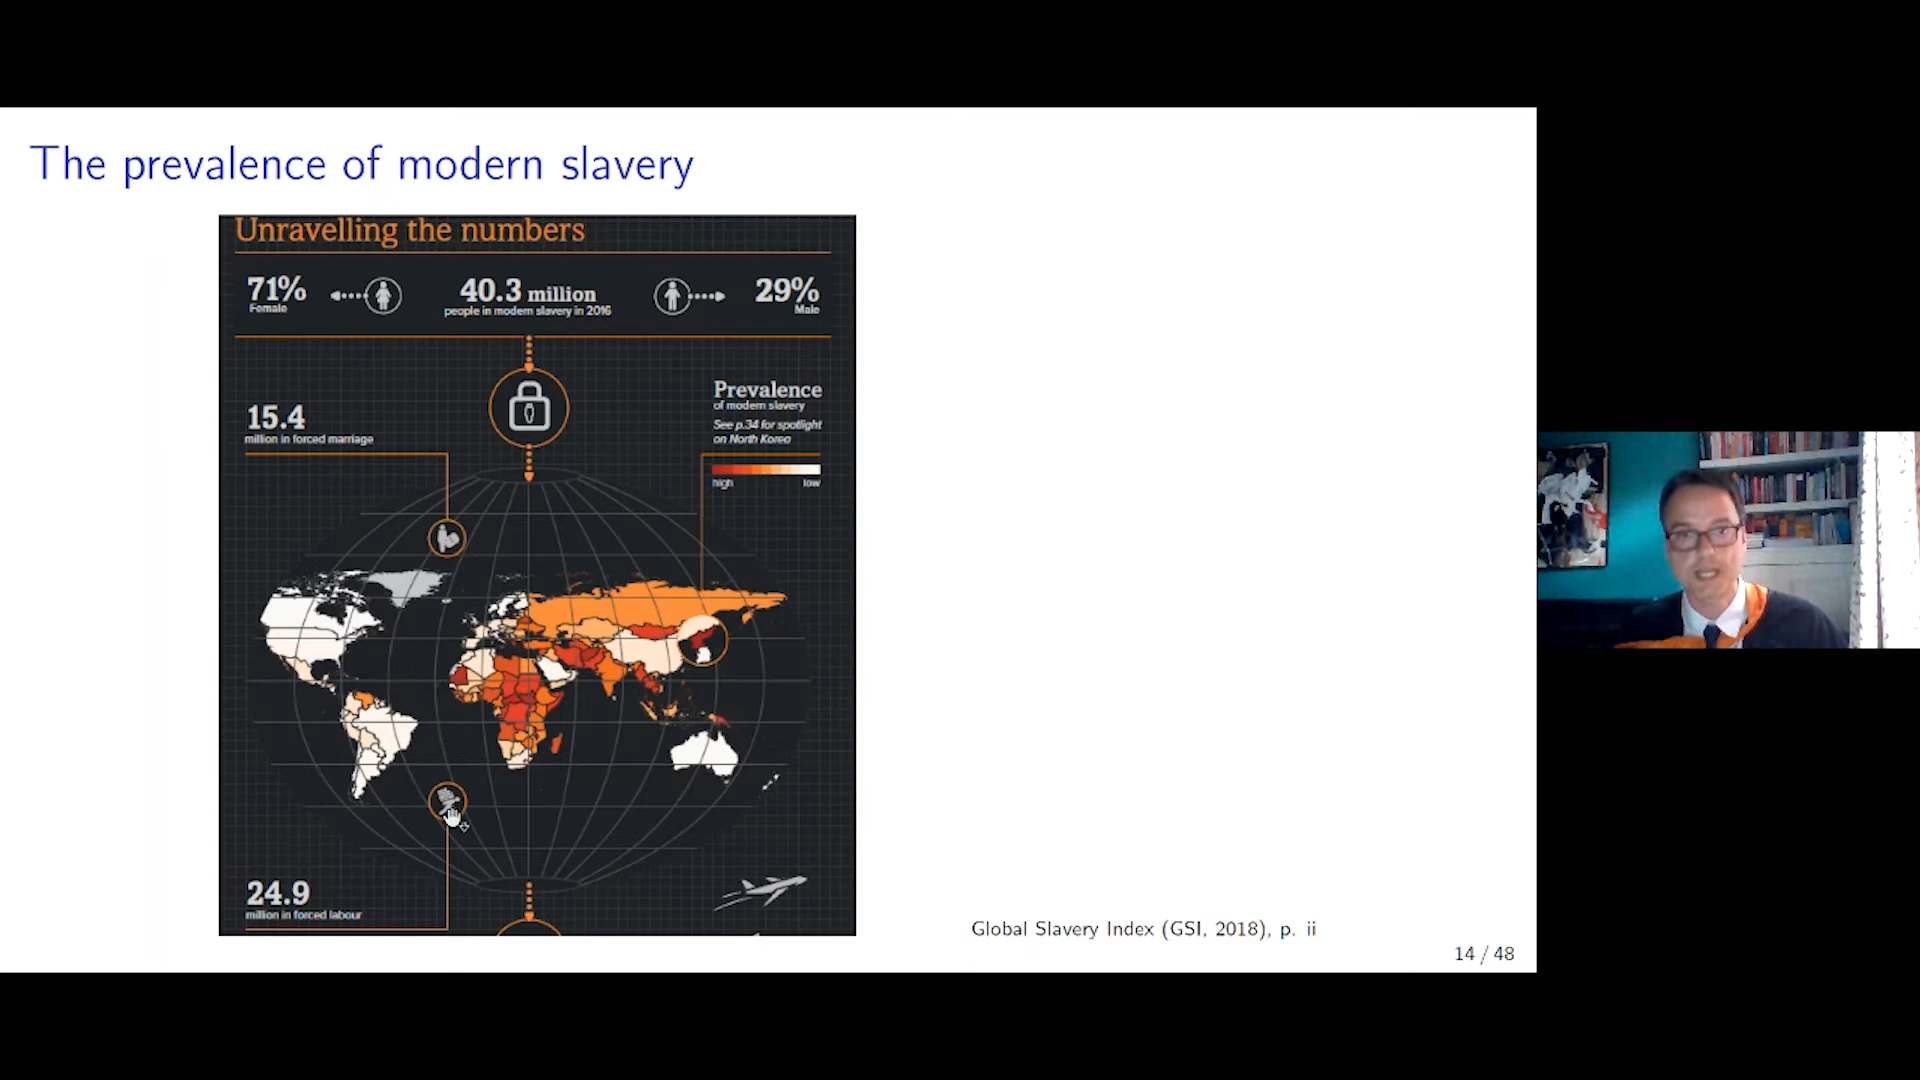 The prevalence of modern slavery
Unravelling the numbers
71%
Female
40.3 million
people in modern slavery in 2016
29%
Male
15.4
million in forced marriage
Prevalence
of modern slavery
See p.34 for spotlight
on North Korea
high
low
24.9
million in forced labour
Global Slavery Index (GSI, 2018), p. ii
14 / 48